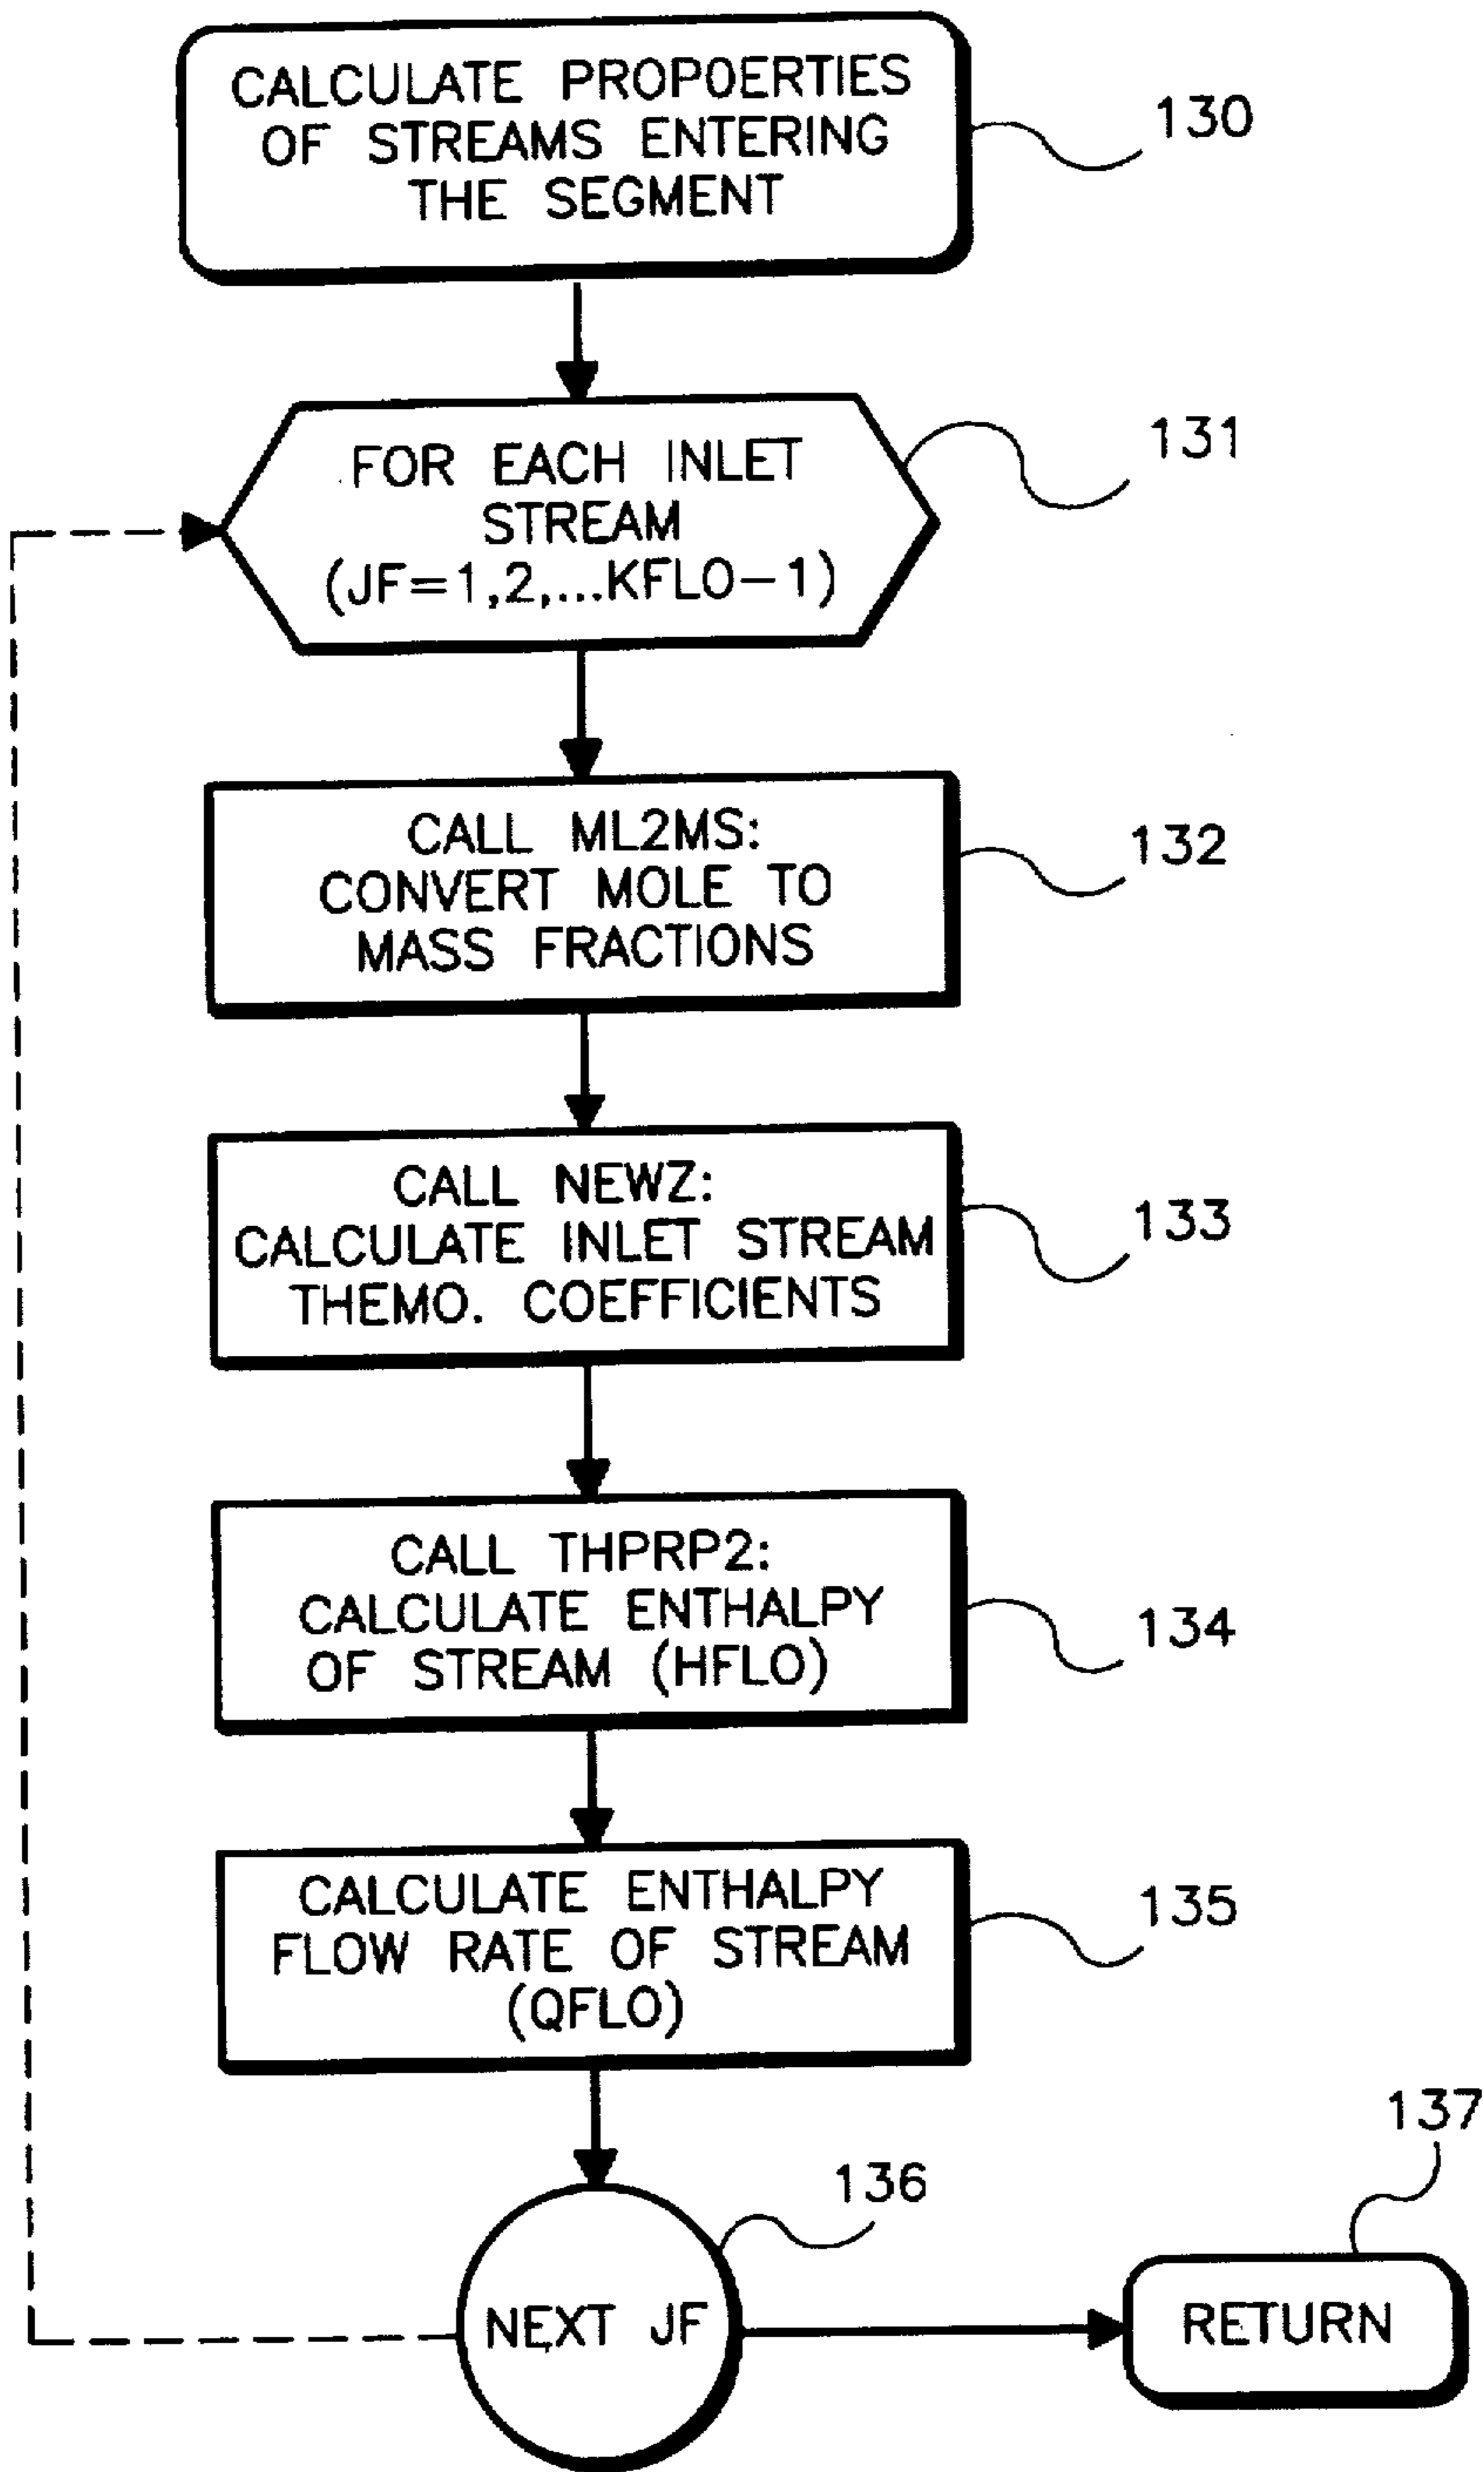 CALCULATE PROPOERTIES
OF STREAMS ENTERING
THE SEGMENT
130
FOR EACH INLET
STREAM
(JF=1,2,...KFLO-1)
131
CALL ML2MS:
CONVERT MOLE TO
MASS FRACTIONS
132
CALL NEWZ:
CALCULATE INLET STREAM
THEMO. COEFFICIENTS
133
CALL THPRP2:
CALCULATE ENTHALPY
OF STREAM (HFLO)
134
CALCULATE ENTHALPY
FLOW RATE OF STREAM
(QFLO)
135
NEXT JF
136
RETURN
137